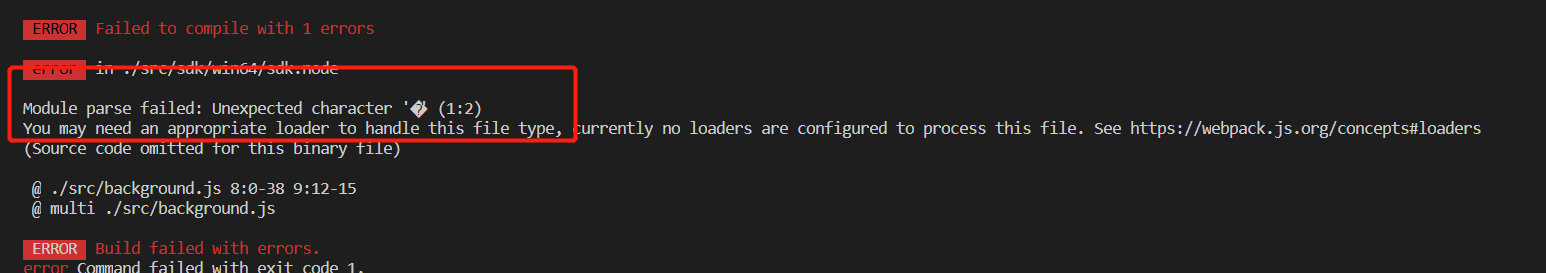 ERROR Failed to compile with 1 errors
error in ./src/sdk/win64/sdk.node
Module parse failed: Unexpected character '�' (1:2)
You may need an appropriate loader to handle this file type, currently no loaders are configured to process this file. See https://webpack.js.org/concepts#loaders
(Source code omitted for this binary file)
@ ./src/background.js 8:0-38 9:12-15
@ multi ./src/background.js
ERROR Build failed with errors.
error Command failed with exit code 1.